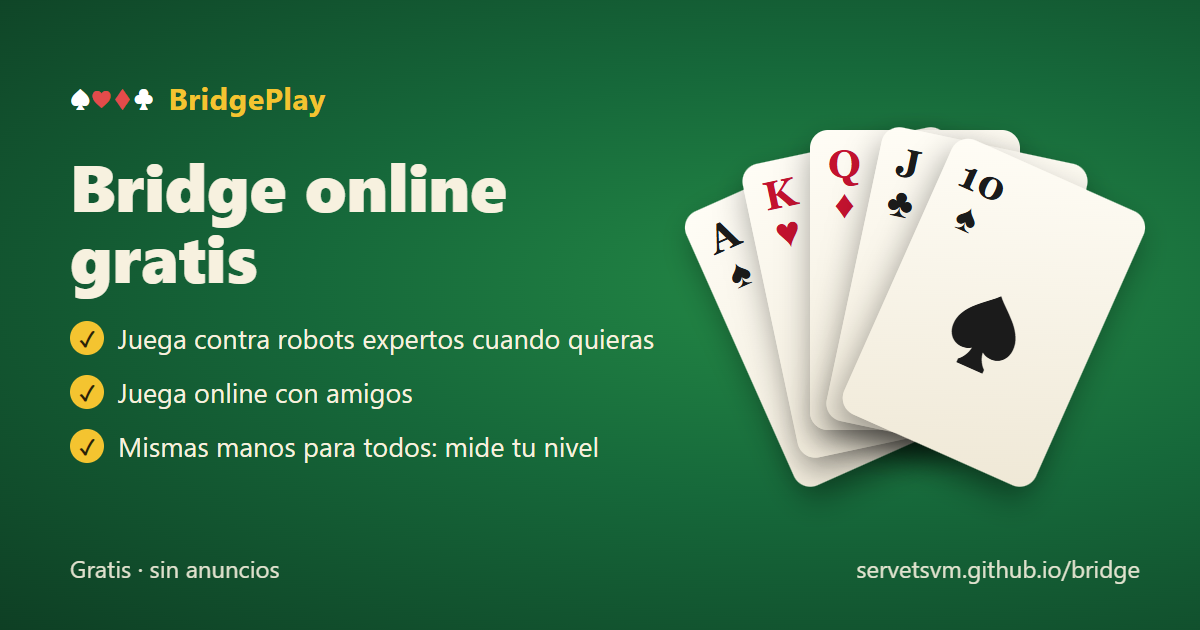 ♠♥♦♣ BridgePlay
Bridge online
gratis
✓ Juega contra robots expertos cuando quieras
✓ Juega online con amigos
✓ Mismas manos para todos: mide tu nivel
A♠
K♥
Q♦
J♣
10♠
Gratis · sin anuncios
servetsvm.github.io/bridge